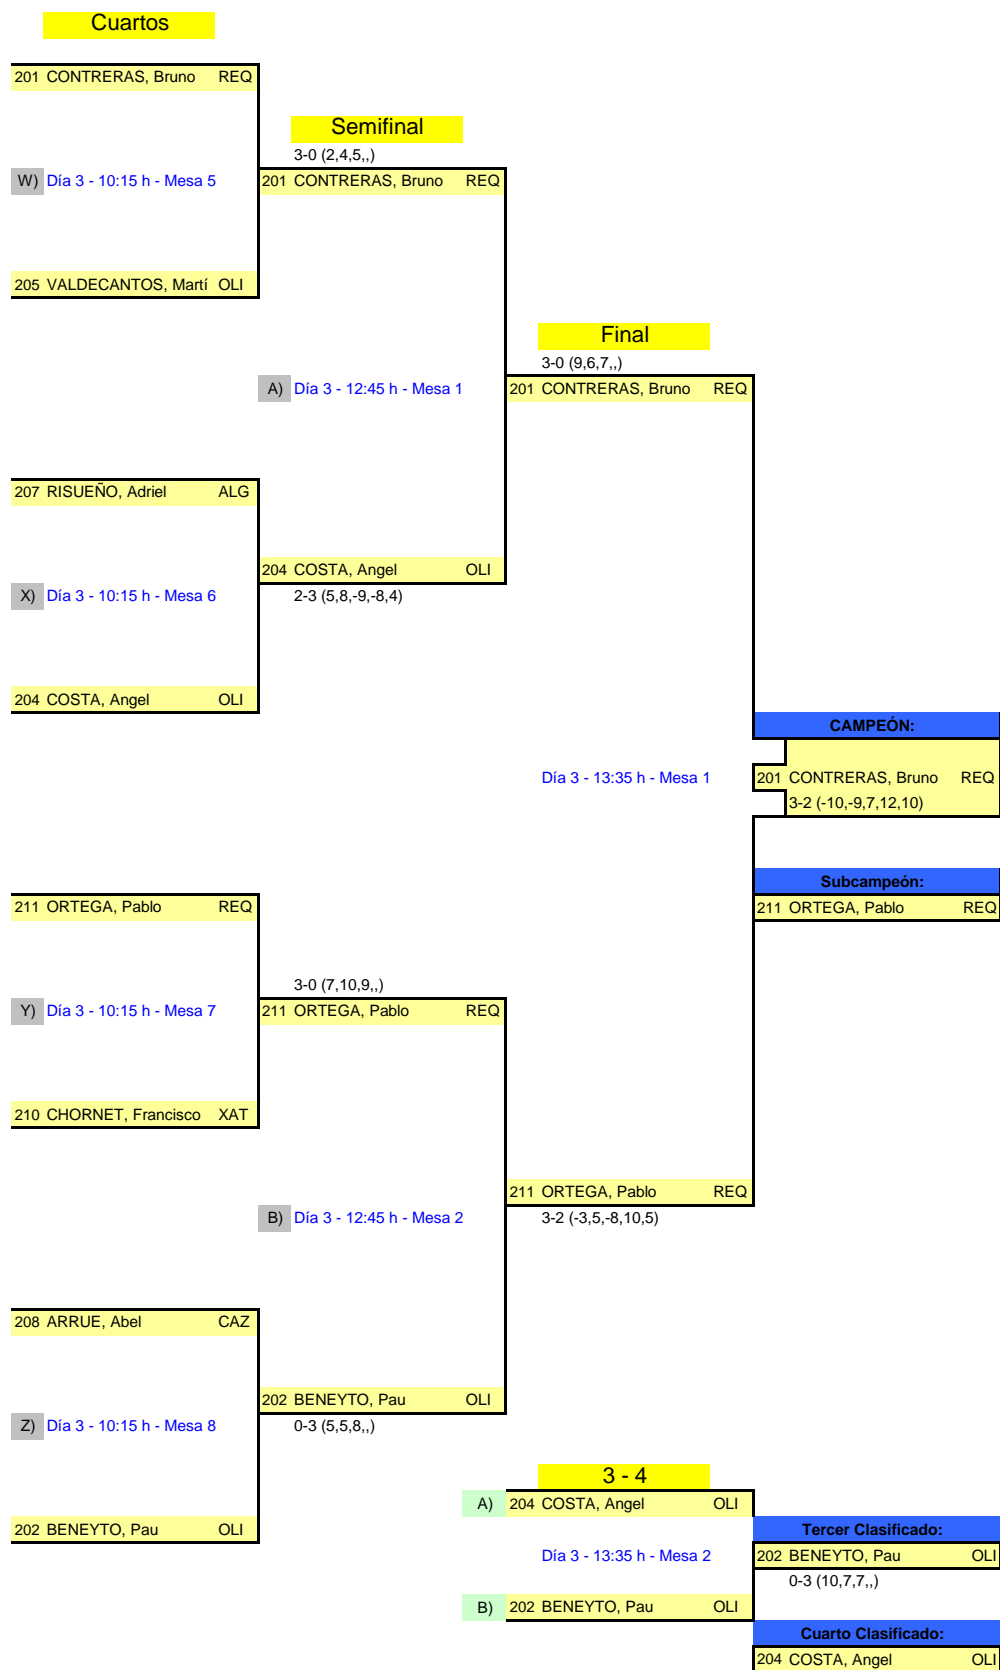 Cuartos
201 CONTRERAS, Bruno REQ
Semifinal
3-0 (2,4,5,,)
W) Día 3 - 10:15 h - Mesa 5
201 CONTRERAS, Bruno REQ
205 VALDECANTOS, Martí OLI
Final
3-0 (9,6,7,,)
A) Día 3 - 12:45 h - Mesa 1
201 CONTRERAS, Bruno REQ
207 RISUEÑO, Adriel ALG
204 COSTA, Angel OLI
X) Día 3 - 10:15 h - Mesa 6
2-3 (5,8,-9,-8,4)
204 COSTA, Angel OLI
CAMPEÓN:
Día 3 - 13:35 h - Mesa 1
201 CONTRERAS, Bruno REQ
3-2 (-10,-9,7,12,10)
Subcampeón:
211 ORTEGA, Pablo REQ
211 ORTEGA, Pablo REQ
3-0 (7,10,9,,)
Y) Día 3 - 10:15 h - Mesa 7
211 ORTEGA, Pablo REQ
210 CHORNET, Francisco XAT
211 ORTEGA, Pablo REQ
B) Día 3 - 12:45 h - Mesa 2
3-2 (-3,5,-8,10,5)
208 ARRUE, Abel CAZ
202 BENEYTO, Pau OLI
Z) Día 3 - 10:15 h - Mesa 8
0-3 (5,5,8,,)
3 - 4
A) 204 COSTA, Angel OLI
202 BENEYTO, Pau OLI
Tercer Clasificado:
Día 3 - 13:35 h - Mesa 2
202 BENEYTO, Pau OLI
0-3 (10,7,7,,)
B) 202 BENEYTO, Pau OLI
Cuarto Clasificado:
204 COSTA, Angel OLI